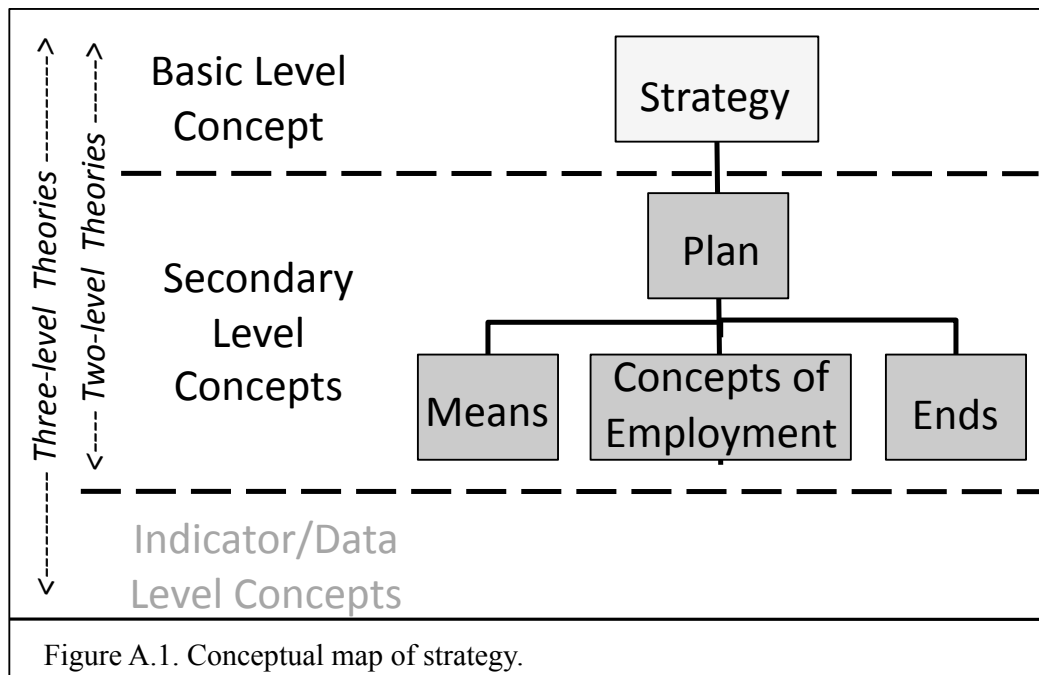 <---- Three-level Theories ------->
<---- Two-level Theories ------->
Basic Level
Concept
Strategy
Plan
Secondary
Level
Concepts
Means
Concepts of
Employment
Ends
Indicator/Data
Level Concepts
Figure A.1. Conceptual map of strategy.